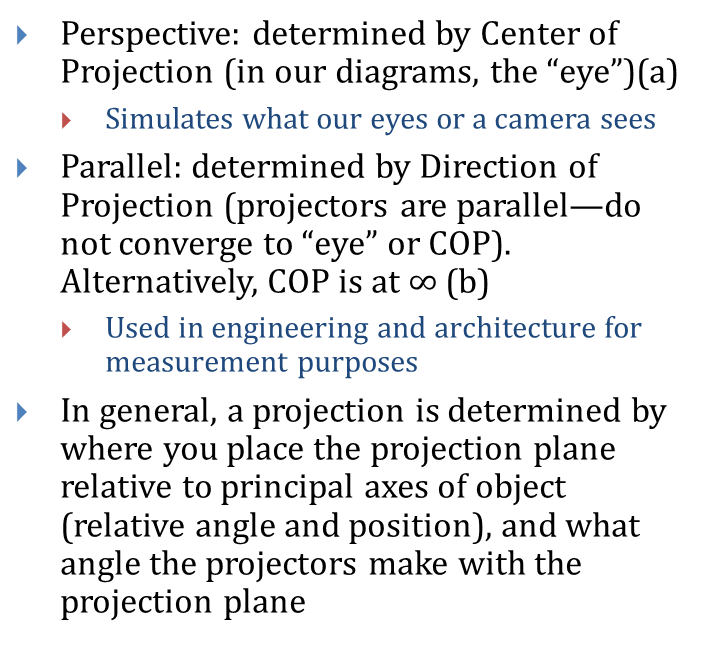 Perspective: determined by Center of
Projection (in our diagrams, the “eye”)(a)
Simulates what our eyes or a camera sees
Parallel: determined by Direction of
Projection (projectors are parallel—do
not converge to “eye” or COP).
Alternatively, COP is at ∞ (b)
Used in engineering and architecture for
measurement purposes
In general, a projection is determined by
where you place the projection plane
relative to principal axes of object
(relative angle and position), and what
angle the projectors make with the
projection plane